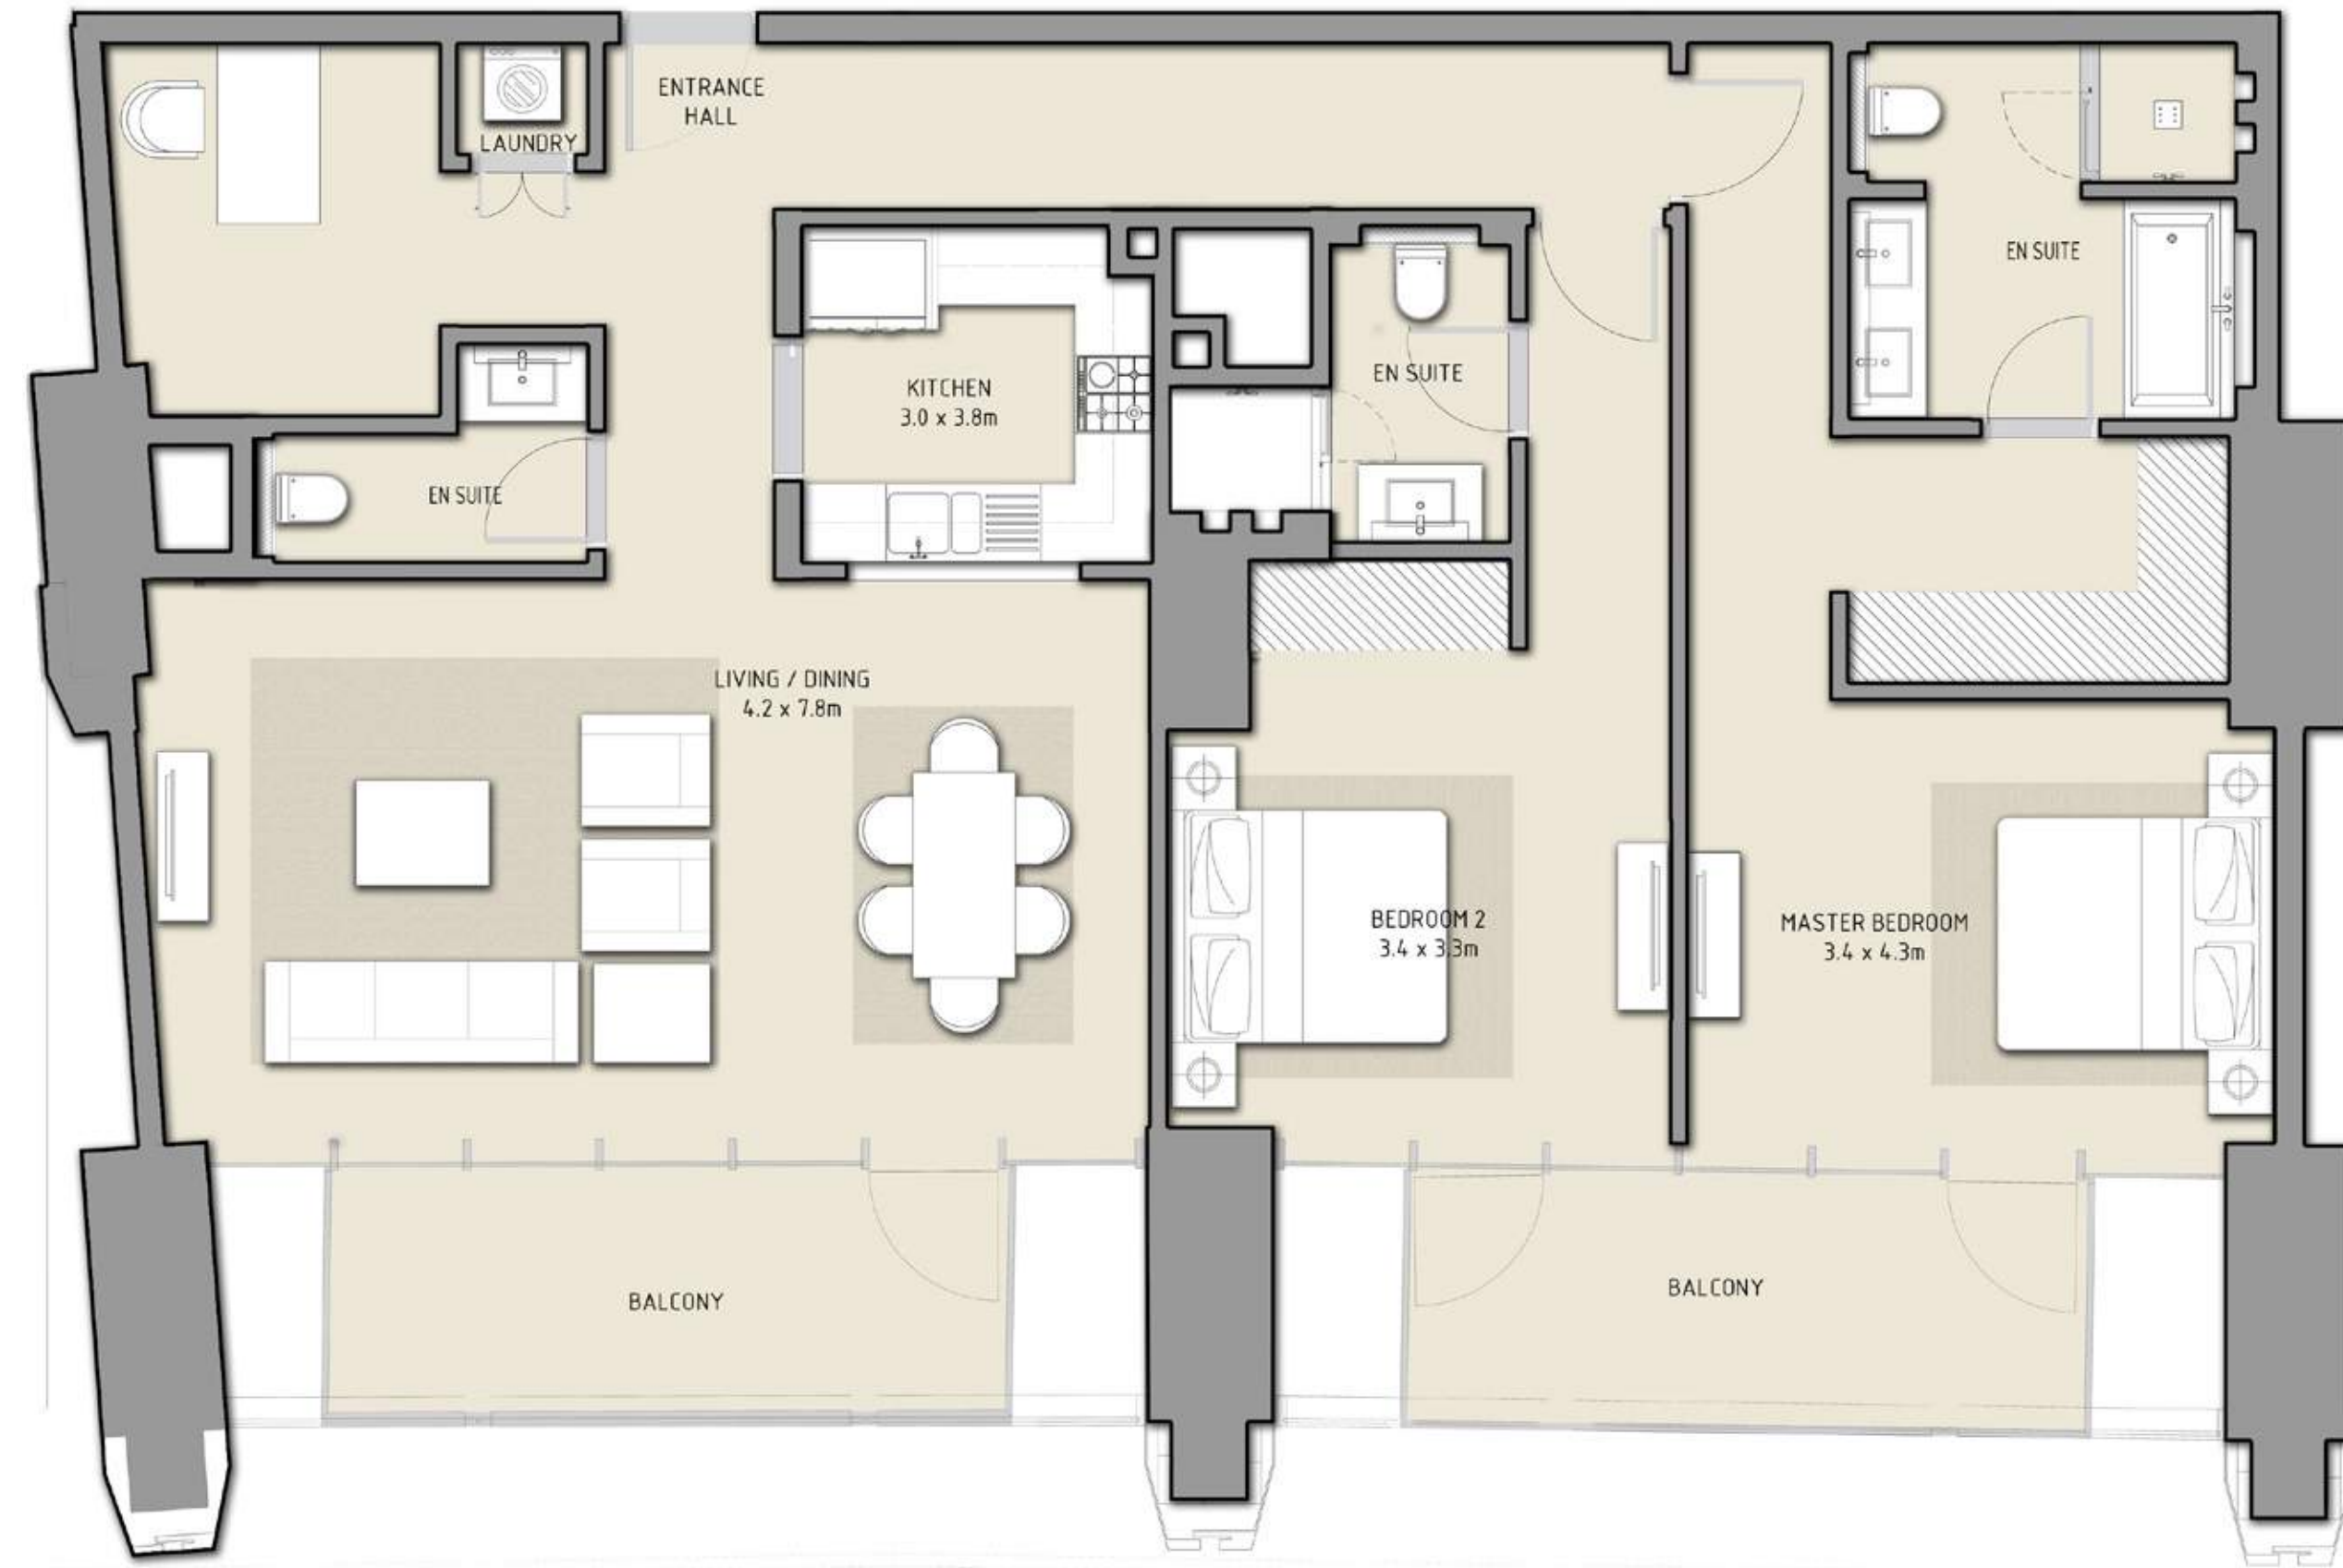 ENTRANCE
HALL
LAUNDRY
EN SUITE
KITCHEN
3.0 x 3.8m
EN SUITE
EN SUITE
LIVING / DINING
4.2 x 7.8m
BEDROOM 2
3.4 x 3.3m
MASTER BEDROOM
3.4 x 4.3m
BALCONY
BALCONY